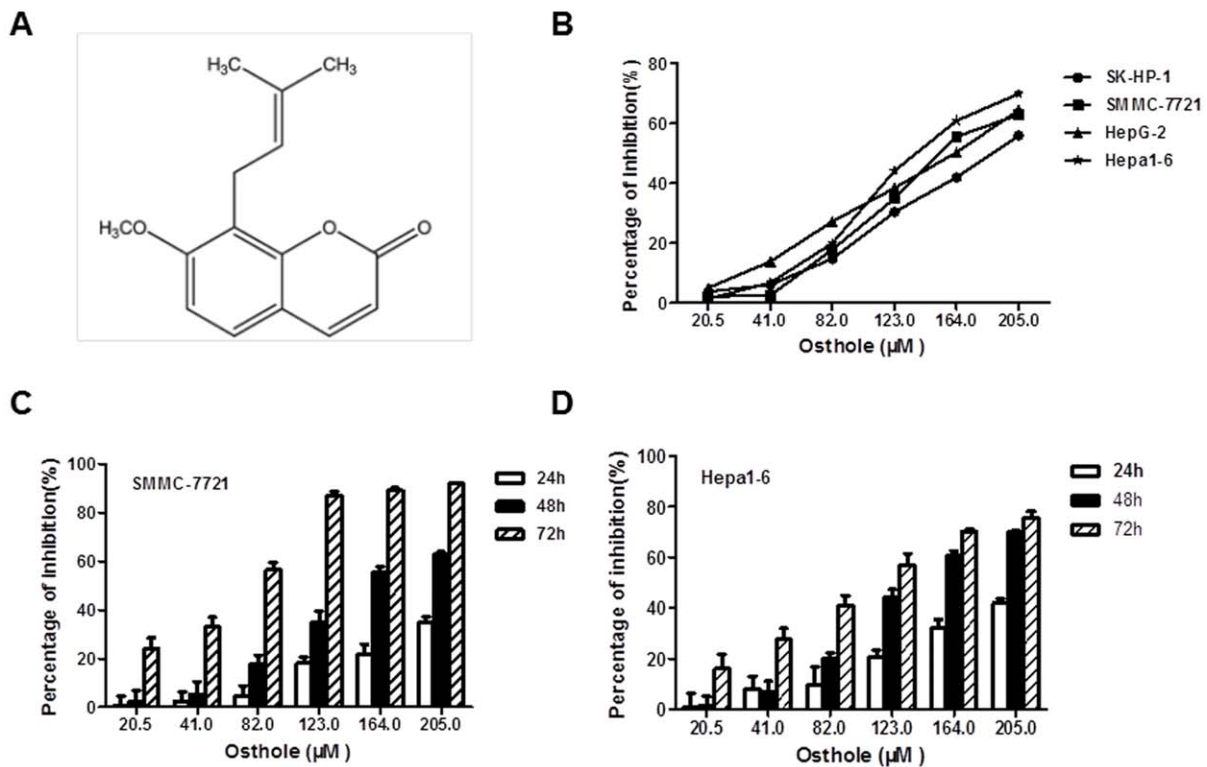 A
H₃C
CH₃
H₃CO
O
O
B
Percentage of Inhibition(%)
80
60
40
20
0
20.5 41.0 82.0 123.0 164.0 205.0
Osthole (µM )
SK-HP-1
SMMC-7721
HepG-2
Hepa1-6
C
Percentage of inhibition(%)
100
80
60
40
20
0
SMMC-7721
24h
48h
72h
20.5 41.0 82.0 123.0 164.0 205.0
Osthole (µM )
D
Percentage of inhibition(%)
100
80
60
40
20
0
Hepa1-6
24h
48h
72h
20.5 41.0 82.0 123.0 164.0 205.0
Osthole (µM )